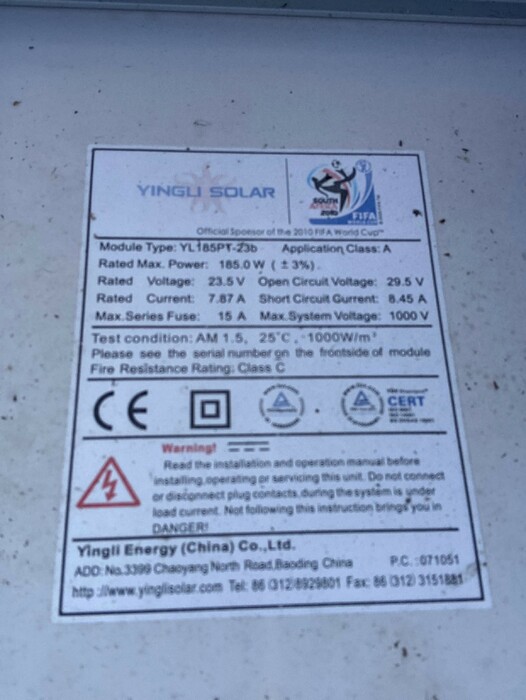 YINGLI SOLAR
SOUTH AFRICA 2010
FIFA
Official Sponsor of the 2010 FIFA World Cup™
Module Type: YL185PT-23b Application Class: A
Rated Max. Power: 185.0 W ( ± 3%)
Rated Voltage: 23.5 V Open Circuit Voltage: 29.5 V
Rated Current: 7.87 A Short Circuit Current: 8.45 A
Max.Series Fuse: 15 A Max.System Voltage: 1000 V
Test condition: AM 1.5, 25°C, 1000W/m²
Please see the serial number on the frontside of module
Fire Resistance Rating: Class C
CE
CERT
Warning!
Read the installation and operation manual before
installing,operating or servicing this unit. Do not connect
or disconnect plug contacts during the system is under
load current. Not following this instruction brings you in
DANGER!
Yingli Energy (China) Co.,Ltd.
ADD: No.3399 Chaoyang North Road,Baoding China P.C. :071051
http://www.yinglisolar.com Tel: 86 (312)8929801 Fax: 86 (312) 3151881